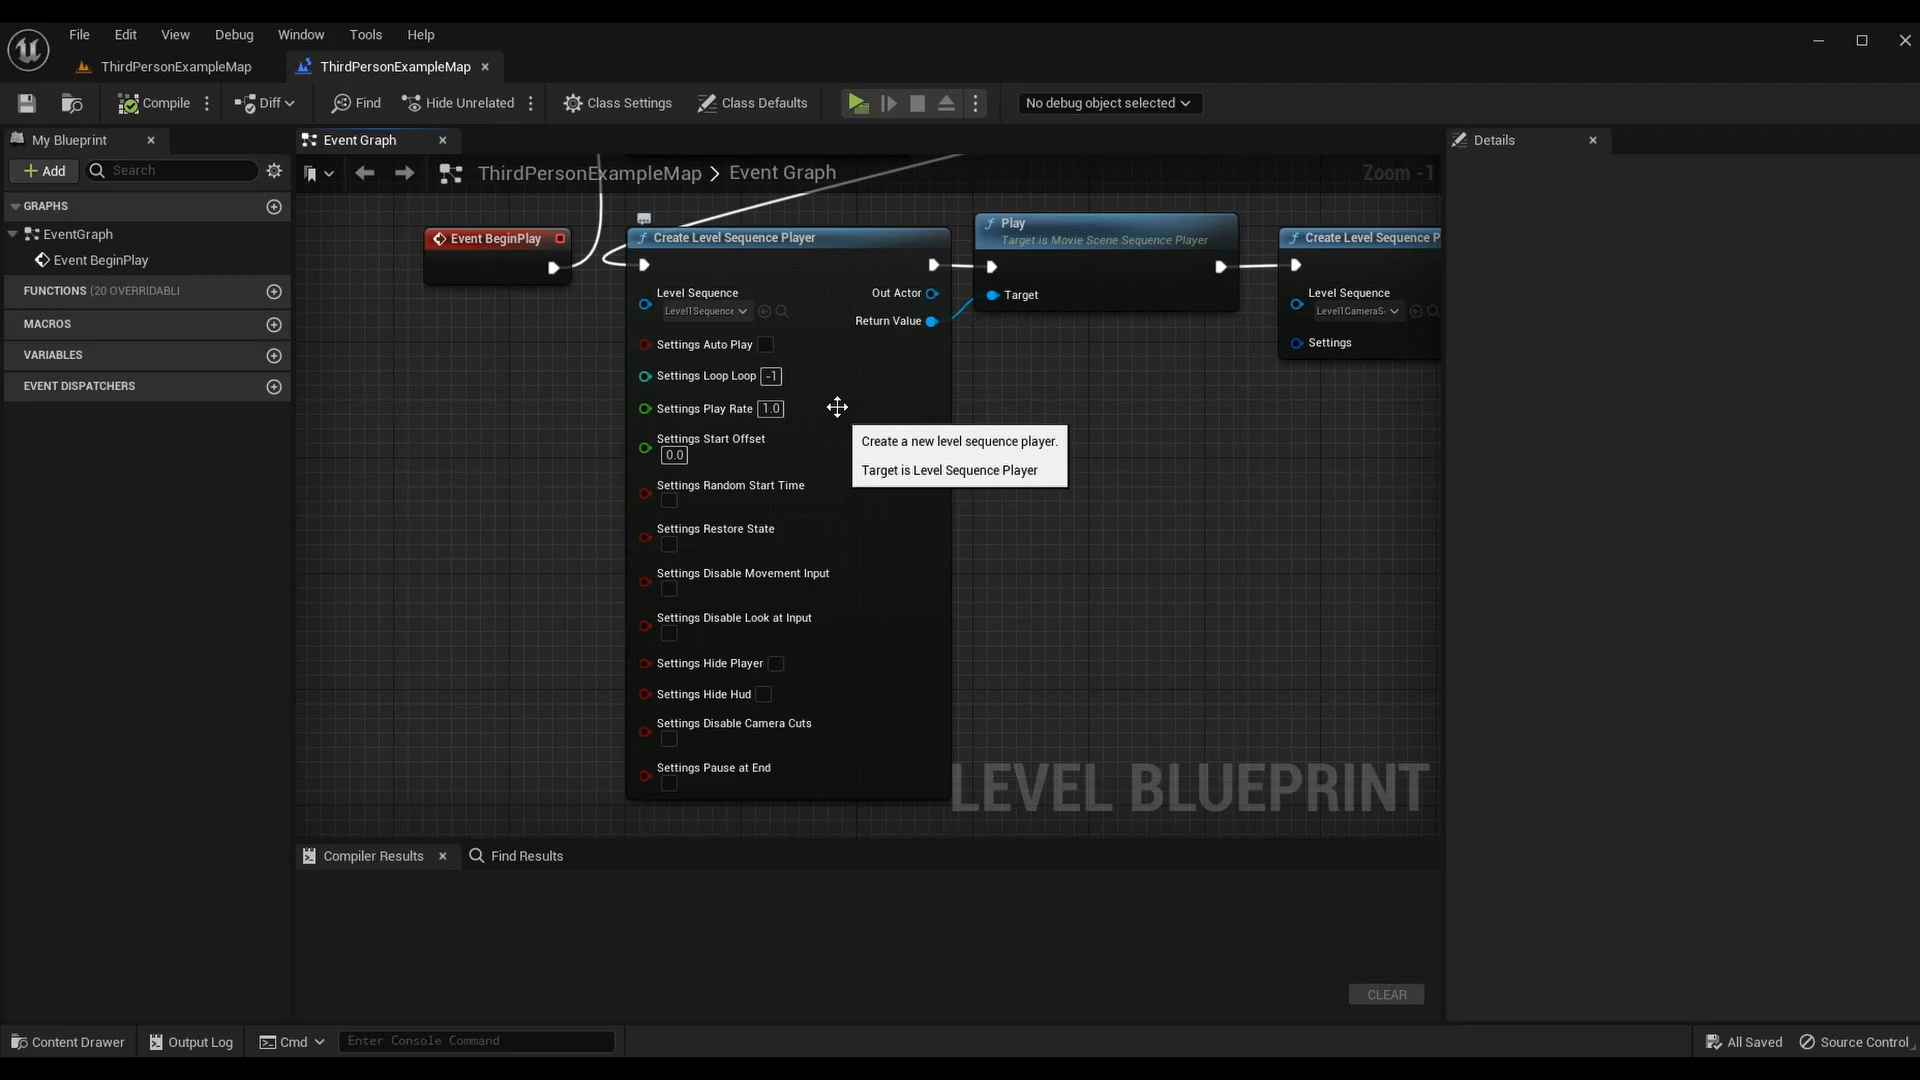 File Edit View Debug Window Tools Help
ThirdPersonExampleMap
ThirdPersonExampleMap
Compile
Diff
Find
Hide Unrelated
Class Settings
Class Defaults
No debug object selected
My Blueprint
Event Graph
Details
Add
Search
ThirdPersonExampleMap > Event Graph
Zoom -1
GRAPHS
EventGraph
Event BeginPlay
FUNCTIONS (20 OVERRIDABLI
MACROS
VARIABLES
EVENT DISPATCHERS
Event BeginPlay
Create Level Sequence Player
Level Sequence
Level1Sequence
Out Actor
Return Value
Settings Auto Play
Settings Loop Loop -1
Settings Play Rate 1.0
Settings Start Offset
0.0
Settings Random Start Time
Settings Restore State
Settings Disable Movement Input
Settings Disable Look at Input
Settings Hide Player
Settings Hide Hud
Settings Disable Camera Cuts
Settings Pause at End
Play
Target is Movie Scene Sequence Player
Target
Create Level Sequence P
Level Sequence
Level1CameraS
Settings
Create a new level sequence player.
Target is Level Sequence Player
LEVEL BLUEPRINT
Compiler Results
Find Results
CLEAR
Content Drawer
Output Log
Cmd
Enter Console Command
All Saved
Source Control